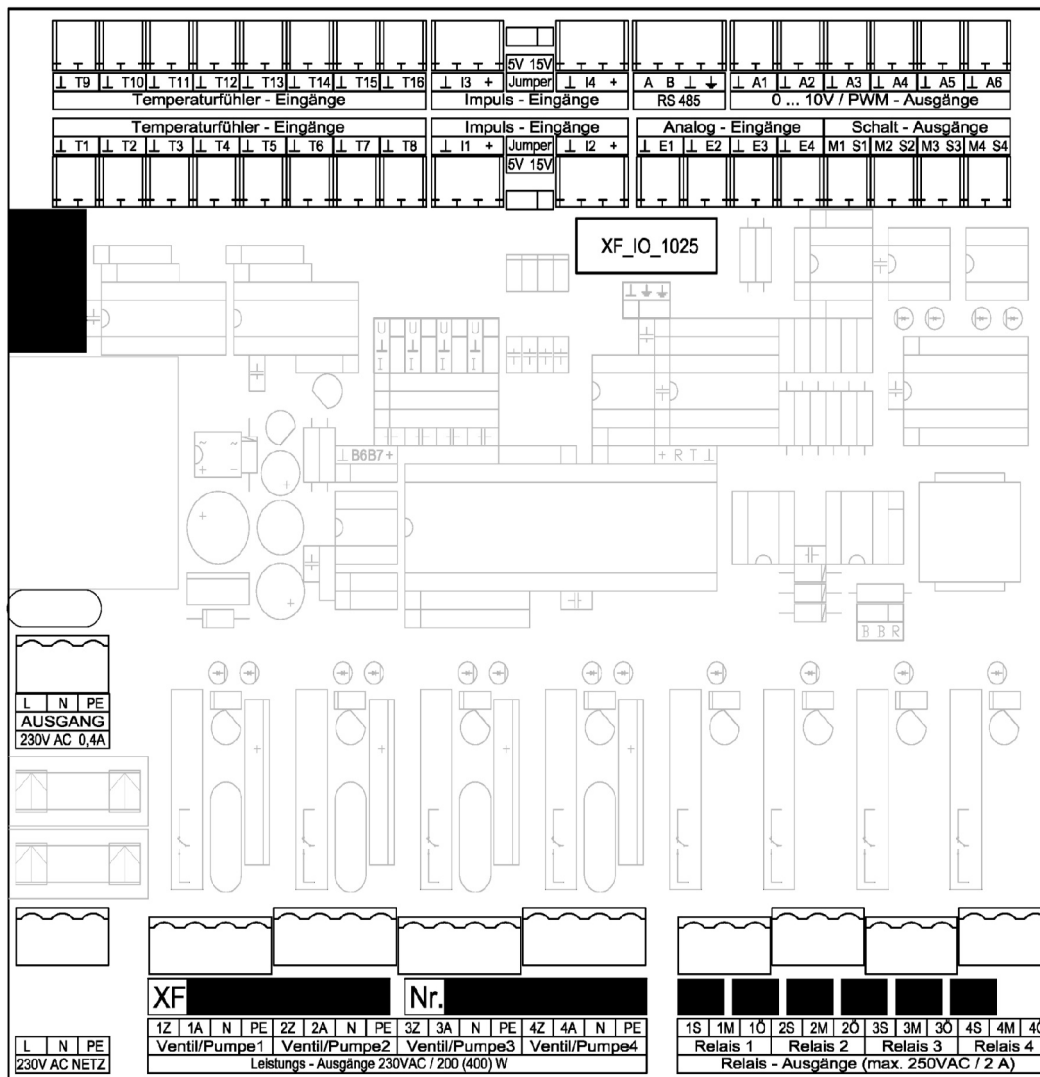 5V 15V
⊥ T9 ⊥ T10 ⊥ T11 ⊥ T12 ⊥ T13 ⊥ T14 ⊥ T15 ⊥ T16 ⊥ I3 + Jumper ⊥ I4 + A B ⊥ ⏚ ⊥ A1 ⊥ A2 ⊥ A3 ⊥ A4 ⊥ A5 ⊥ A6
Temperaturfühler - Eingänge Impuls - Eingänge RS 485 0 ... 10V / PWM - Ausgänge
Temperaturfühler - Eingänge Impuls - Eingänge Analog - Eingänge Schalt - Ausgänge
⊥ T1 ⊥ T2 ⊥ T3 ⊥ T4 ⊥ T5 ⊥ T6 ⊥ T7 ⊥ T8 ⊥ I1 + Jumper ⊥ I2 + ⊥ E1 ⊥ E2 ⊥ E3 ⊥ E4 M1 S1 M2 S2 M3 S3 M4 S4
5V 15V
XF_IO_1025
U U U U
I I I I
⊥ B6B7+ + R T ⊥
B B R
L N PE
AUSGANG
230V AC 0,4A
XF Nr.
1Z 1A N PE 2Z 2A N PE 3Z 3A N PE 4Z 4A N PE 1S 1M 1Ö 2S 2M 2Ö 3S 3M 3Ö 4S 4M
L N PE Ventil/Pumpe1 Ventil/Pumpe2 Ventil/Pumpe3 Ventil/Pumpe4 Relais 1 Relais 2 Relais 3 Relais 4
230V AC NETZ Leistungs - Ausgänge 230VAC / 200 (400) W Relais - Ausgänge (max. 250VAC / 2 A)